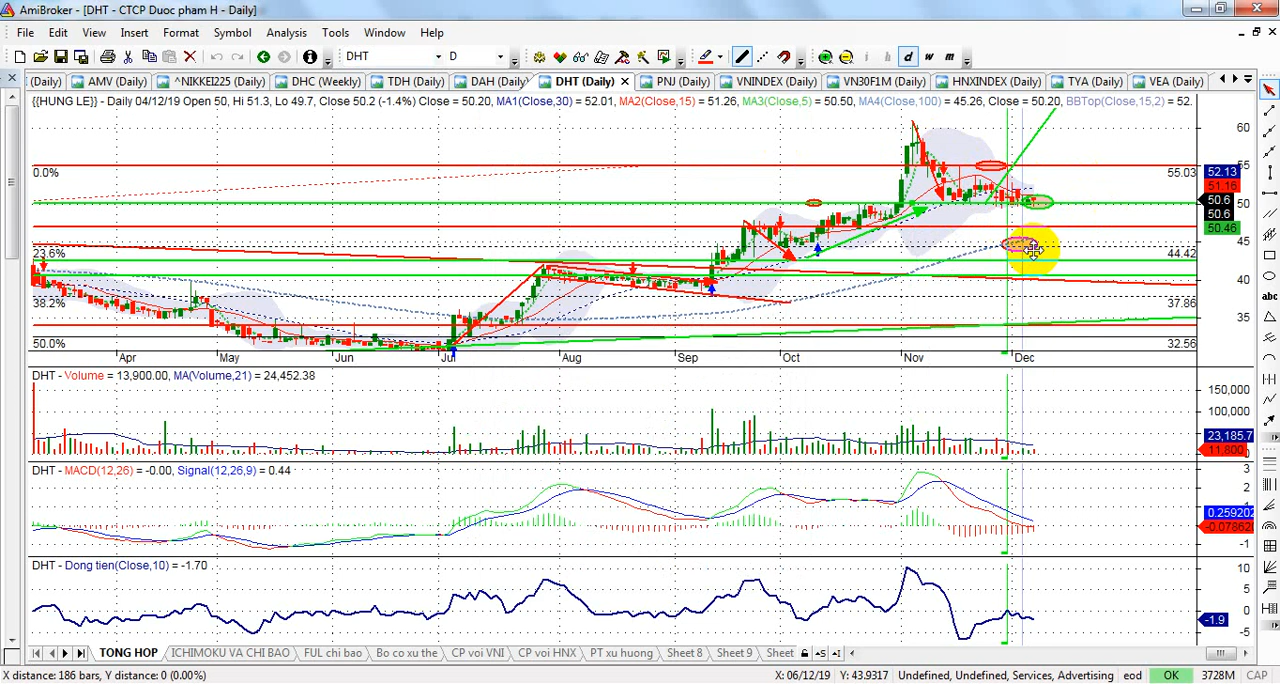 AmiBroker - [DHT - CTCP Duoc pham H - Daily]
File Edit View Insert Format Symbol Analysis Tools Window Help
DHT D d w m
(Daily) AMV (Daily) ^NIKKEI225 (Daily) DHC (Weekly) TDH (Daily) DAH (Daily) DHT (Daily) PNJ (Daily) VNINDEX (Daily) VN30F1M (Daily) HNXINDEX (Daily) TYA (Daily) VEA (Daily)
{{HUNG LE}} - Daily 04/12/19 Open 50, Hi 51.3, Lo 49.7, Close 50.2 (-1.4%) Close = 50.20, MA1(Close,30) = 52.01, MA2(Close,15) = 51.26, MA3(Close,5) = 50.50, MA4(Close,100) = 45.26, Close = 50.20, BBTop(Close,15,2) = 52.
60
55
0.0% 55.03
52.13
51.16
50.6
50
50.6
50.46
45
23.6% 44.42
40
38.2% 37.86
35
50.0% 32.56
Apr May Jun Jul Aug Sep Oct Nov Dec
DHT - Volume = 13,900.00, MA(Volume,21) = 24,452.38
150,000
100,000
23,185.7
11,800
DHT - MACD(12,26) = -0.00, Signal(12,26,9) = 0.44
3
2
1
0.259202
-0.07862
-1
DHT - Dong tien(Close,10) = -1.70
10
5
0
-1.9
-5
TONG HOP ICHIMOKU VA CHI BAO FUL chi bao Bo co xu the CP voi VNI CP voi HNX PT xu huong Sheet 8 Sheet 9 Sheet
X distance: 186 bars, Y distance: 0 (0.00%) X: 06/12/19 Y: 43.9317 Undefined, Undefined, Services, Advertising eod OK 3728M CAP
abc